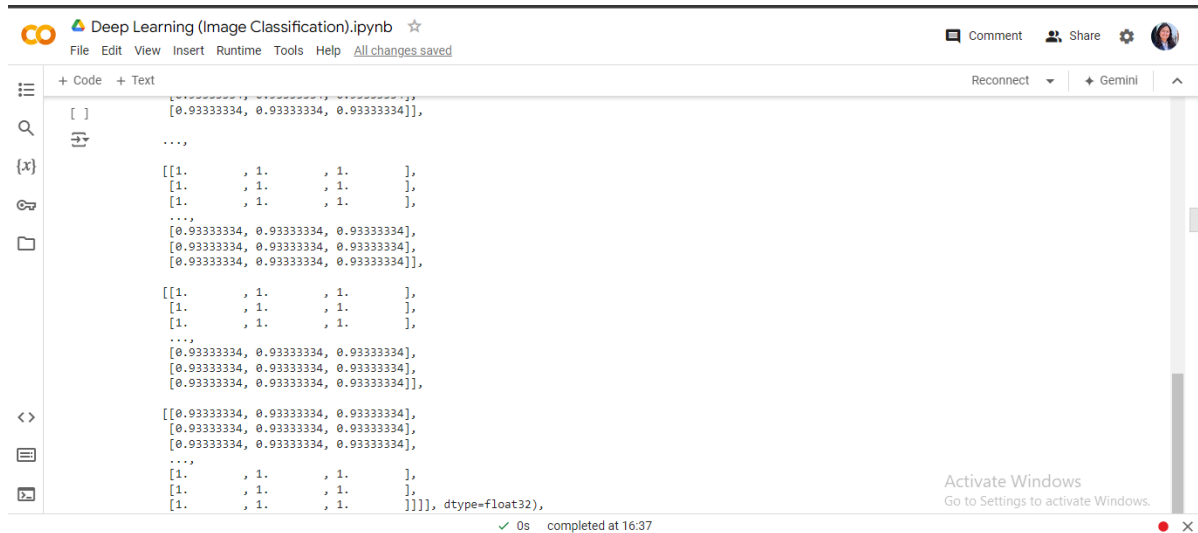 Deep Learning (Image Classification).ipynb
File Edit View Insert Runtime Tools Help All changes saved
Comment Share
+ Code + Text
Reconnect Gemini
[ ] [0.93333334, 0.93333334, 0.93333334]],
...,
[[1. , 1. , 1. ],
[1. , 1. , 1. ],
[1. , 1. , 1. ],
...,
[0.93333334, 0.93333334, 0.93333334],
[0.93333334, 0.93333334, 0.93333334],
[0.93333334, 0.93333334, 0.93333334]],
[[1. , 1. , 1. ],
[1. , 1. , 1. ],
[1. , 1. , 1. ],
...,
[0.93333334, 0.93333334, 0.93333334],
[0.93333334, 0.93333334, 0.93333334],
[0.93333334, 0.93333334, 0.93333334]],
[[0.93333334, 0.93333334, 0.93333334],
[0.93333334, 0.93333334, 0.93333334],
[0.93333334, 0.93333334, 0.93333334],
...,
[1. , 1. , 1. ],
[1. , 1. , 1. ],
[1. , 1. , 1. ]]]], dtype=float32),
{x}
Activate Windows
Go to Settings to activate Windows.
0s completed at 16:37